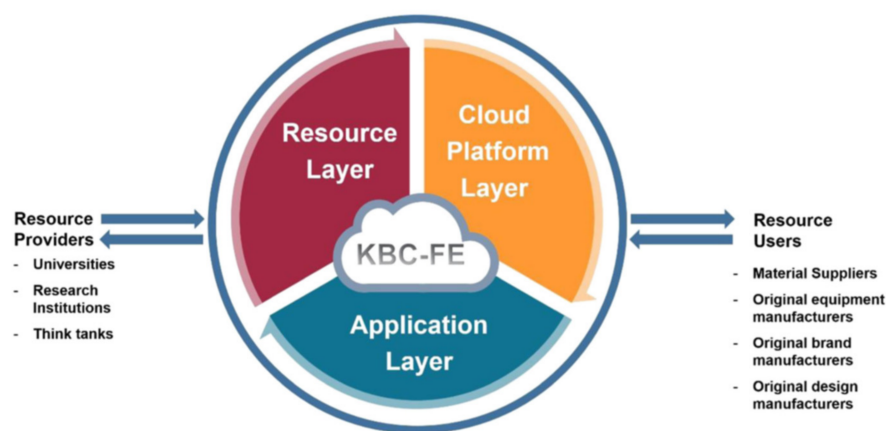 Resource
Layer
Cloud
Platform
Layer
KBC-FE
Application
Layer
Resource
Providers
- Universities
- Research
Institutions
- Think tanks
Resource
Users
- Material Suppliers
- Original equipment
manufacturers
- Original brand
manufacturers
- Original design
manufacturers